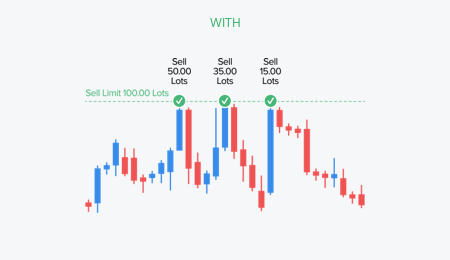 WITH
Sell
50.00
Lots
Sell
35.00
Lots
Sell
15.00
Lots
Sell Limit 100.00 Lots